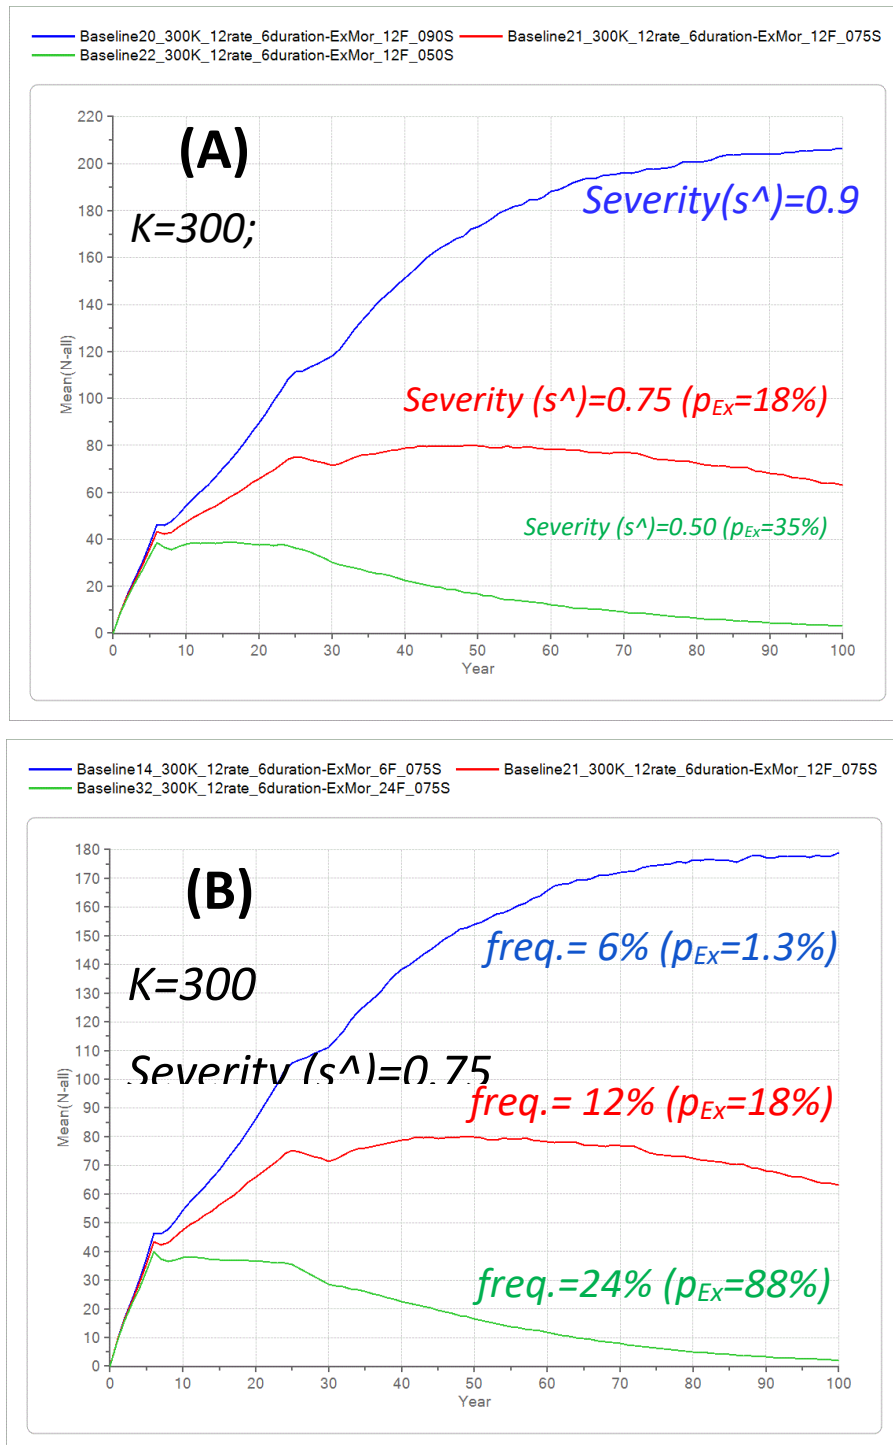 Baseline20_300K_12rate_6duration-ExMor_12F_090S Baseline21_300K_12rate_6duration-ExMor_12F_075S
Baseline22_300K_12rate_6duration-ExMor_12F_050S
(A)
K=300;
Severity(s^)=0.9
Severity (s^)=0.75 (pEx=18%)
Severity (s^)=0.50 (pEx=35%)
Mean(N-all)
220
200
180
160
140
120
100
80
60
40
20
0
0 10 20 30 40 50 60 70 80 90 100
Year
Baseline14_300K_12rate_6duration-ExMor_6F_075S Baseline21_300K_12rate_6duration-ExMor_12F_075S
Baseline32_300K_12rate_6duration-ExMor_24F_075S
(B)
K=300
Severity (s^)=0.75
freq.= 6% (pEx=1.3%)
freq.= 12% (pEx=18%)
freq.=24% (pEx=88%)
Mean(N-all)
180
170
160
150
140
130
120
110
100
90
80
70
60
50
40
30
20
10
0
0 10 20 30 40 50 60 70 80 90 100
Year